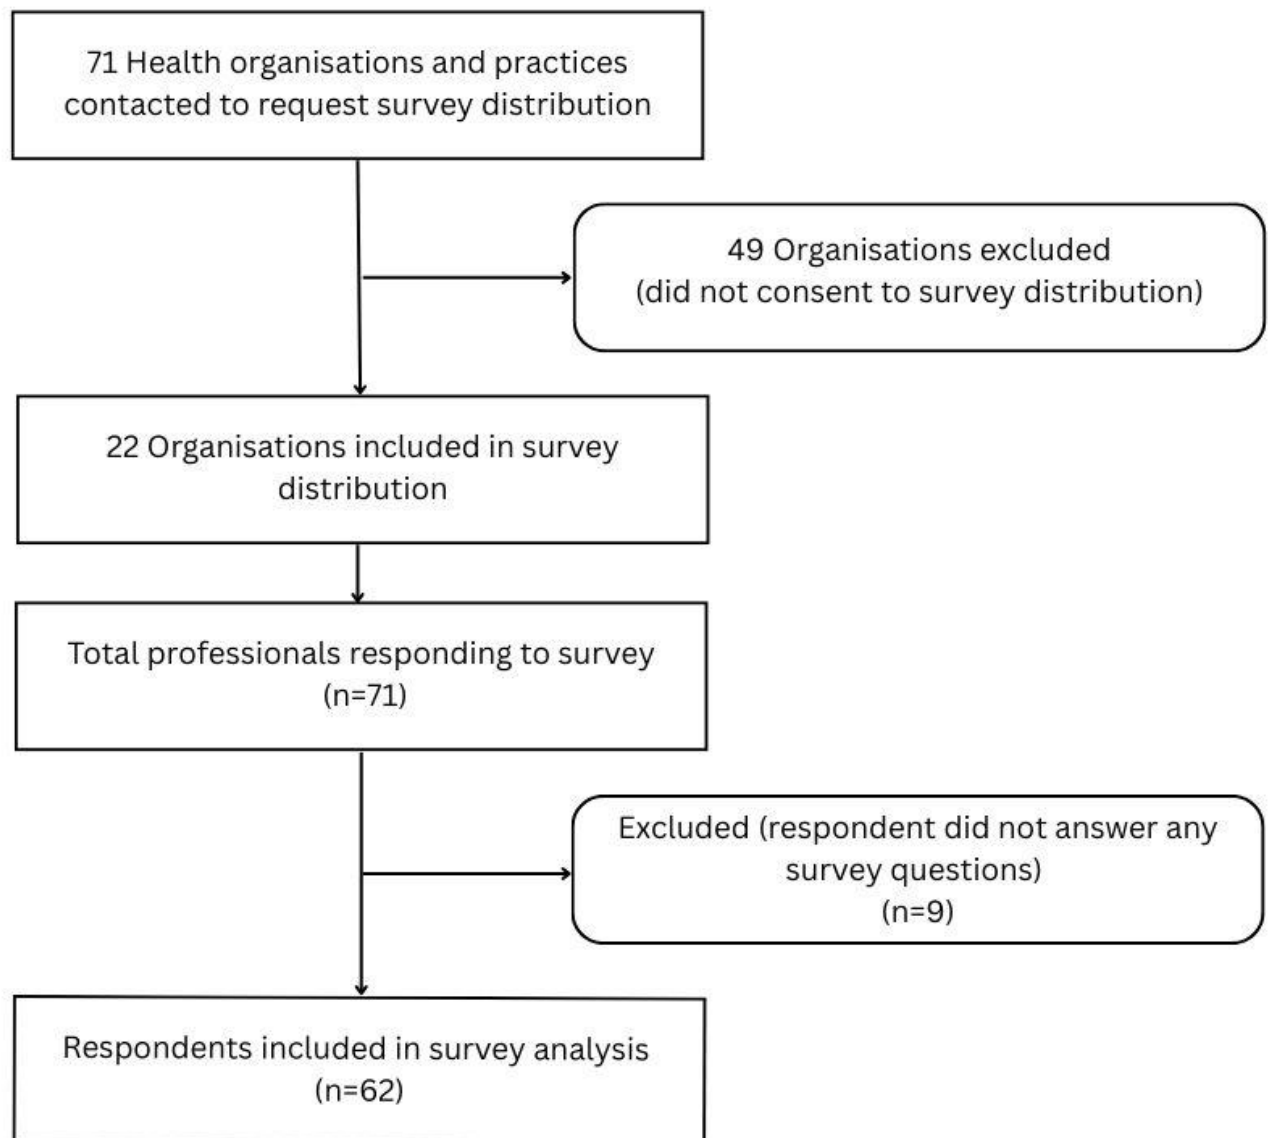 71 Health organisations and practices
contacted to request survey distribution
49 Organisations excluded
(did not consent to survey distribution)
22 Organisations included in survey
distribution
Total professionals responding to survey
(n=71)
Excluded (respondent did not answer any
survey questions)
(n=9)
Respondents included in survey analysis
(n=62)